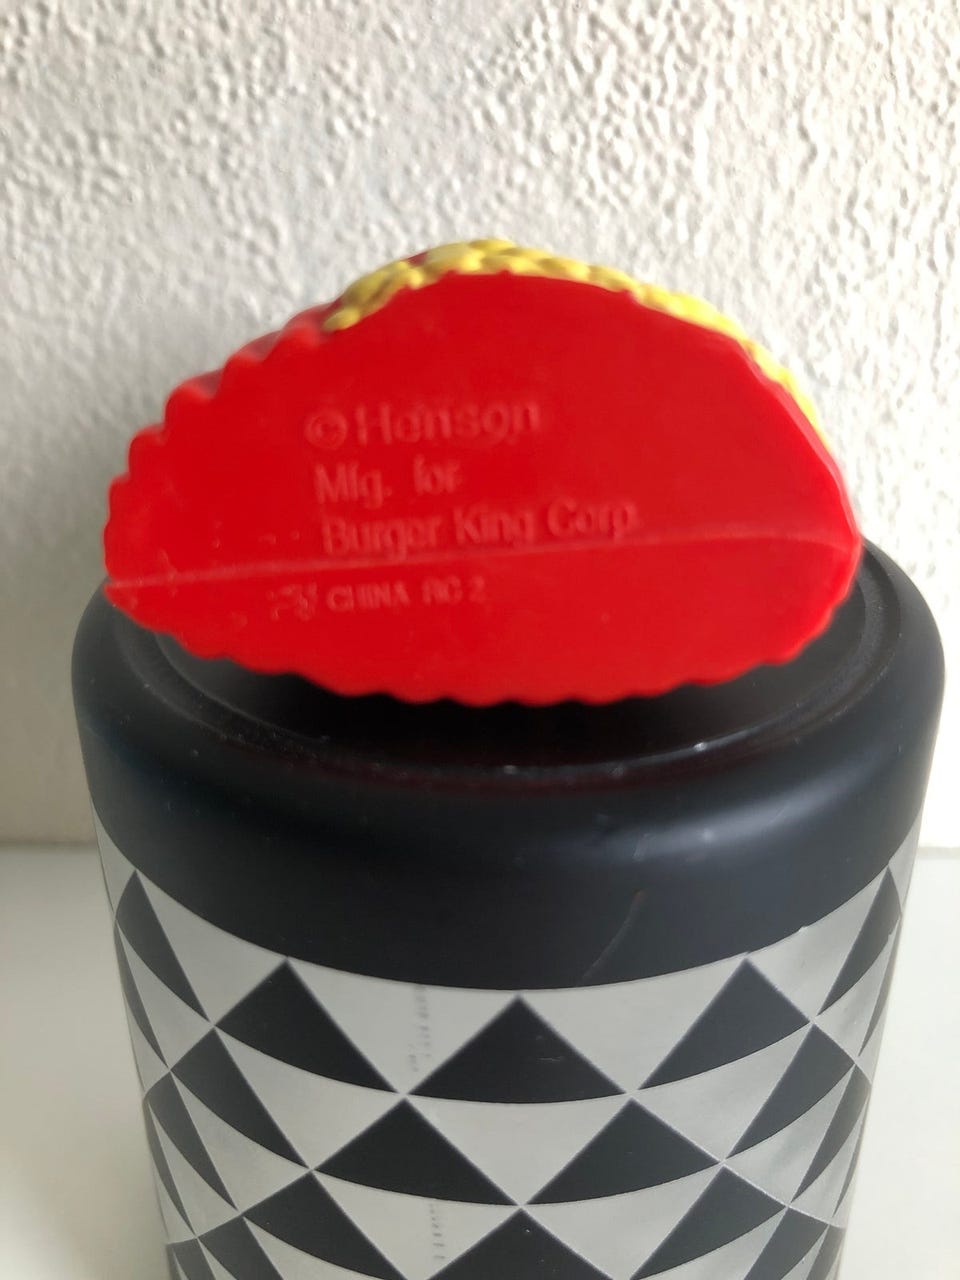 © Henson
Mfg. for
Burger King Corp.
CHINA RC 2